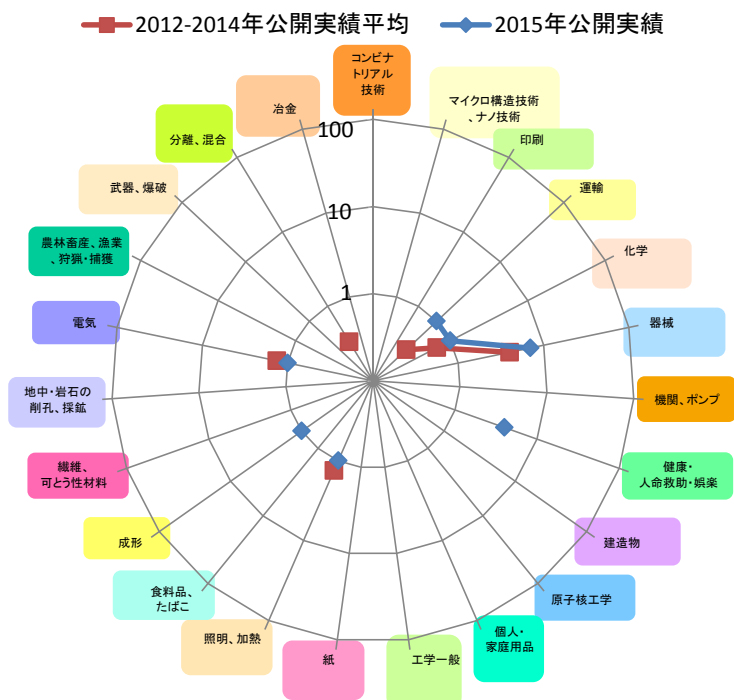 2012-2014年公開実績平均
2015年公開実績
コンビナ
トリアル
技術
マイクロ構造技術
、ナノ技術
印刷
運輸
化学
器械
機関、ポンプ
健康・
人命救助・娯楽
建造物
原子核工学
個人・
家庭用品
工学一般
紙
照明、加熱
食料品、
たばこ
成形
繊維、
可とう性材料
地中・岩石の
削孔、採鉱
電気
農林畜産、漁業
、狩猟・捕獲
武器、爆破
分離、混合
冶金
100
10
1